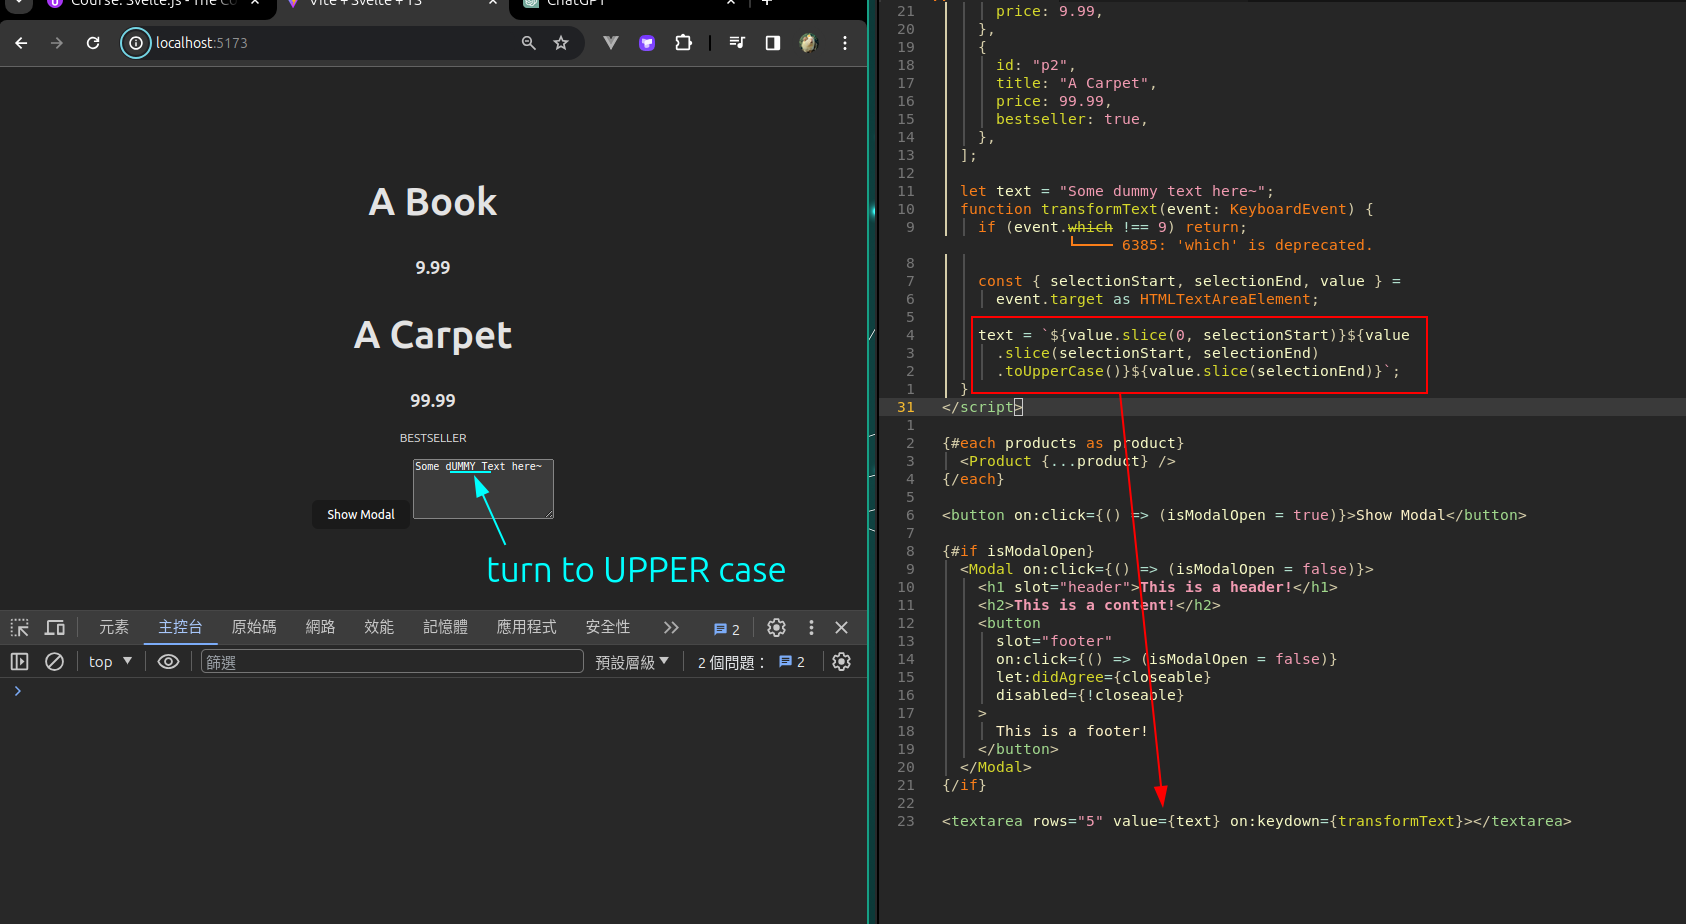 Course: Svelte.js - The Co
Vite + Svelte + TS
ChatGPT
localhost:5173
A Book
9.99
A Carpet
99.99
BESTSELLER
Some dUMMY Text here~
Show Modal
turn to UPPER case
元素 主控台 原始碼 網路 效能 記憶體 應用程式 安全性 2
top 篩選 預設層級 2 個問題： 2
21 price: 9.99,
20 },
19 {
18 id: "p2",
17 title: "A Carpet",
16 price: 99.99,
15 bestseller: true,
14 },
13 ];
12
11 let text = "Some dummy text here~";
10 function transformText(event: KeyboardEvent) {
9 if (event.which !== 9) return;
6385: 'which' is deprecated.
8
7 const { selectionStart, selectionEnd, value } =
6 event.target as HTMLTextAreaElement;
5
4 text = `${value.slice(0, selectionStart)}${value
3 .slice(selectionStart, selectionEnd)
2 .toUpperCase()}${value.slice(selectionEnd)}`;
1 }
31 </script>
1
2 {#each products as product}
3 <Product {...product} />
4 {/each}
5
6 <button on:click={() => (isModalOpen = true)}>Show Modal</button>
7
8 {#if isModalOpen}
9 <Modal on:click={() => (isModalOpen = false)}>
10 <h1 slot="header">This is a header!</h1>
11 <h2>This is a content!</h2>
12 <button
13 slot="footer"
14 on:click={() => (isModalOpen = false)}
15 let:didAgree={closeable}
16 disabled={!closeable}
17 >
18 This is a footer!
19 </button>
20 </Modal>
21 {/if}
22
23 <textarea rows="5" value={text} on:keydown={transformText}></textarea>